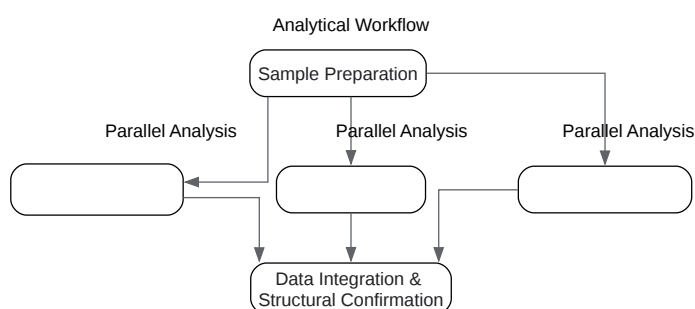 Analytical Workflow
Sample Preparation
Parallel Analysis
Parallel Analysis
Parallel Analysis
Data Integration &
Structural Confirmation